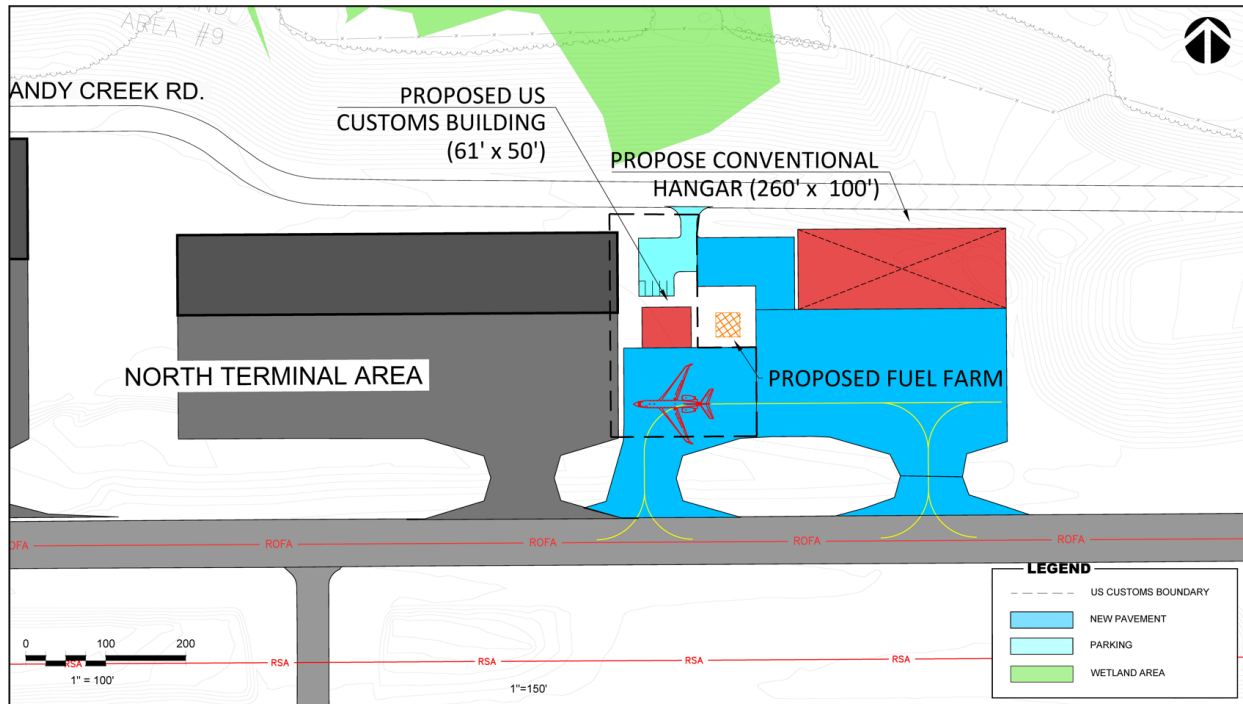 AREA #9
ANDY CREEK RD.
PROPOSED US
CUSTOMS BUILDING
(61' x 50')
PROPOSE CONVENTIONAL
HANGAR (260' x 100')
NORTH TERMINAL AREA
PROPOSED FUEL FARM
OFA
ROFA
ROFA
ROFA
ROFA
LEGEND
US CUSTOMS BOUNDARY
NEW PAVEMENT
PARKING
WETLAND AREA
0 100 200
RSA
RSA
RSA
RSA
RSA
1" = 100'
1"=150'